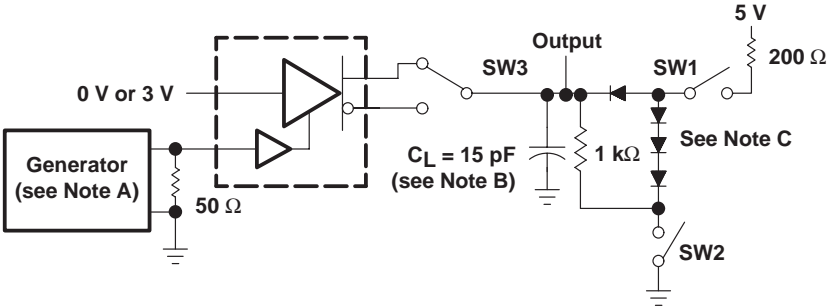 5 V
200 Ω
Output
SW3
SW1
0 V or 3 V
Generator
(see Note A)
50 Ω
CL = 15 pF
(see Note B)
1 kΩ
See Note C
SW2